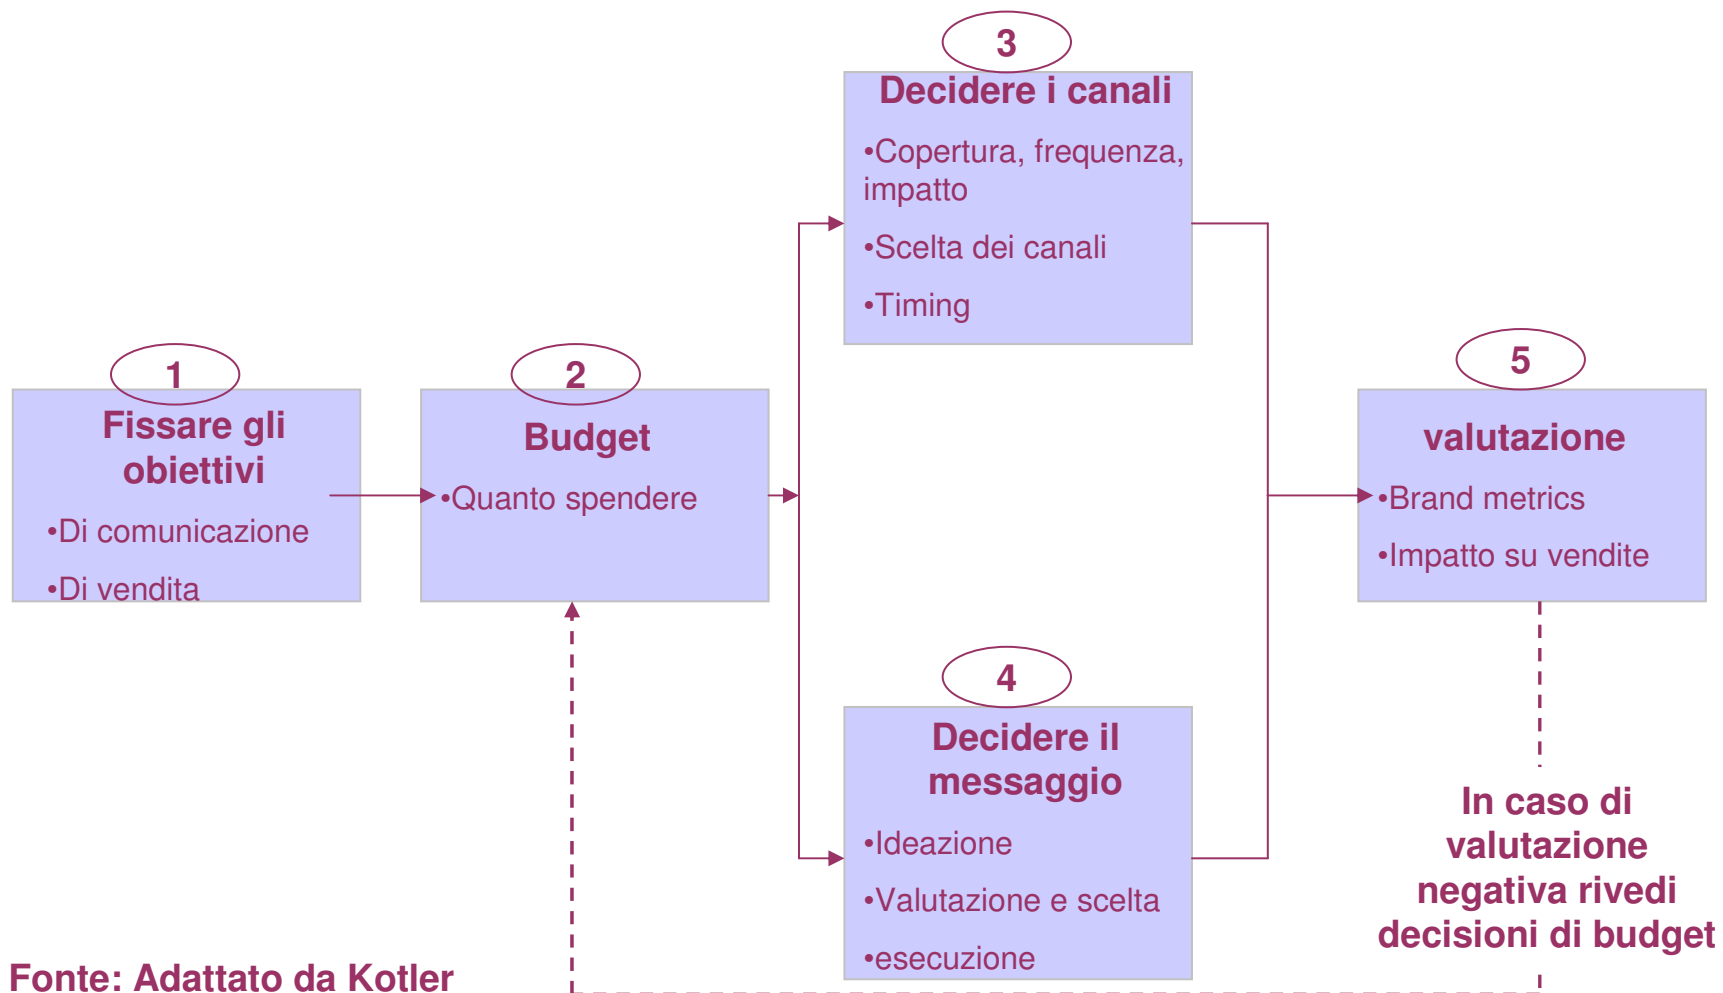 1
Fissare gli
obiettivi
•Di comunicazione
•Di vendita
2
Budget
•Quanto spendere
3
Decidere i canali
•Copertura, frequenza,
impatto
•Scelta dei canali
•Timing
4
Decidere il
messaggio
•Ideazione
•Valutazione e scelta
•esecuzione
5
valutazione
•Brand metrics
•Impatto su vendite
In caso di
valutazione
negativa rivedi
decisioni di budget
Fonte: Adattato da Kotler